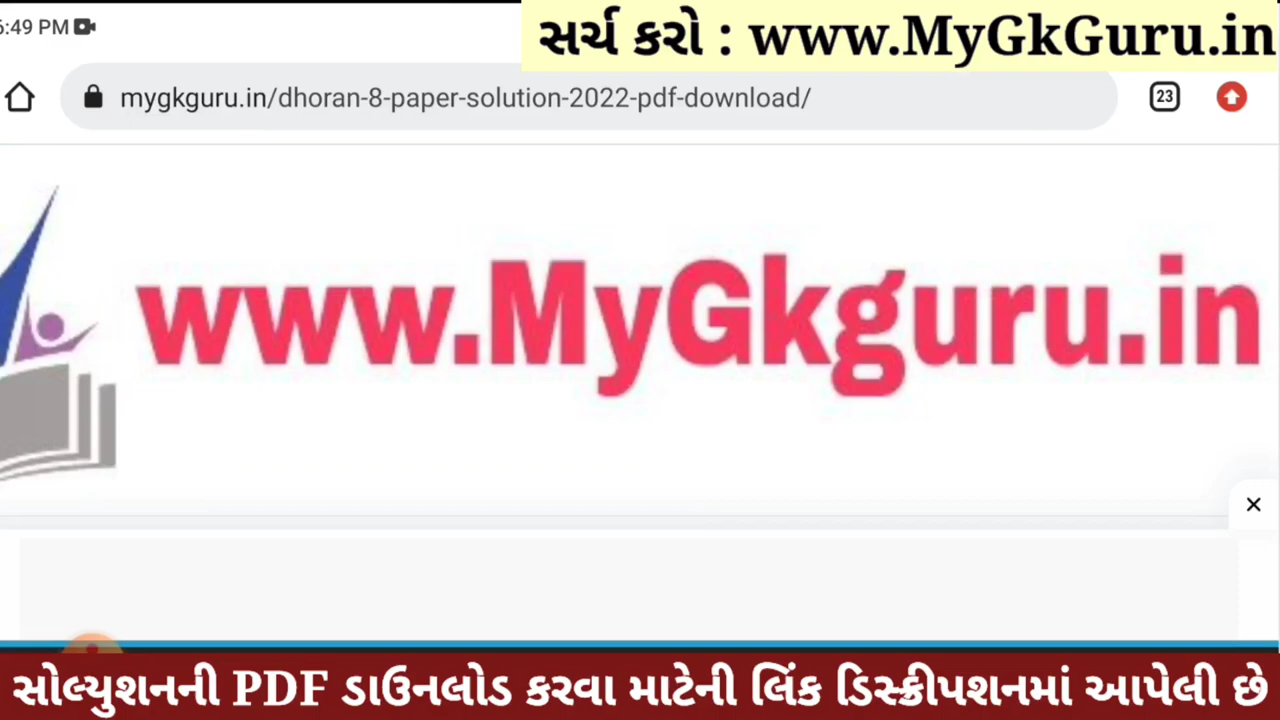 સર્ચ કરો : www.MyGkGuru.in
6:49 PM
mygkguru.in/dhoran-8-paper-solution-2022-pdf-download/
23
www.MyGkguru.in
સોલ્યુશનની PDF ડાઉનલોડ કરવા માટેની લિંક ડિસ્ક્રીપશનમાં આપેલી છે